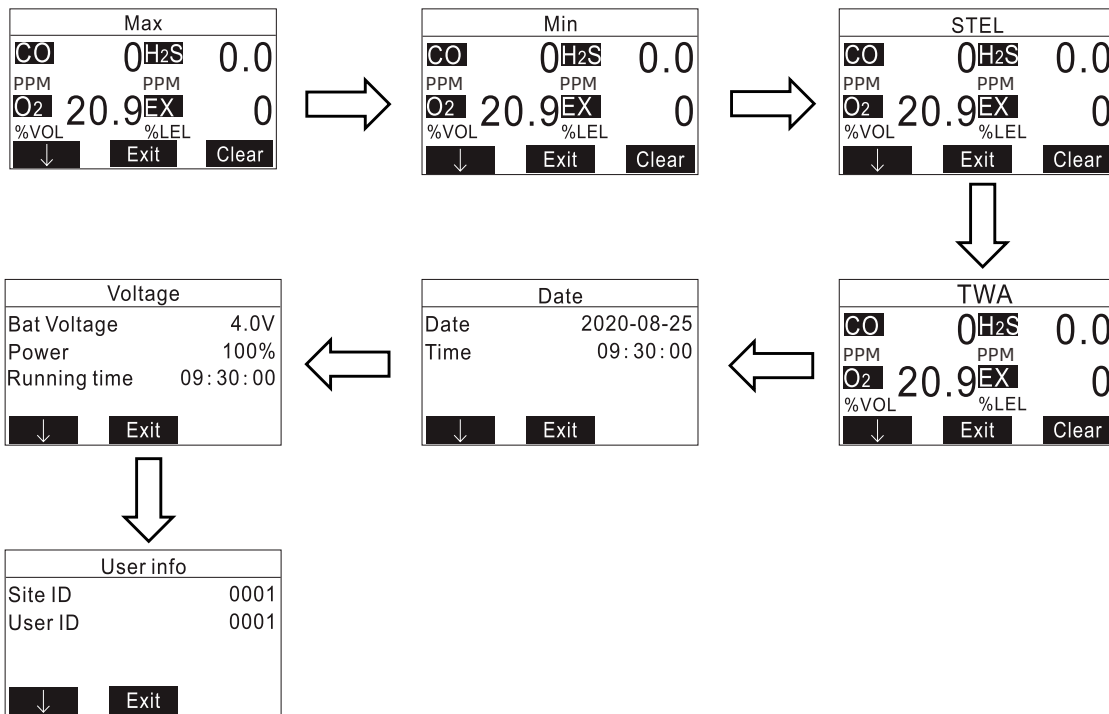 Max
CO 0 H2S 0.0
PPM PPM
O2 20.9 EX 0
%VOL %LEL
↓ Exit Clear
Min
CO 0 H2S 0.0
PPM PPM
O2 20.9 EX 0
%VOL %LEL
↓ Exit Clear
STEL
CO 0 H2S 0.0
PPM PPM
O2 20.9 EX 0
%VOL %LEL
↓ Exit Clear
TWA
CO 0 H2S 0.0
PPM PPM
O2 20.9 EX 0
%VOL %LEL
↓ Exit Clear
Date
Date 2020-08-25
Time 09:30:00
↓ Exit
Voltage
Bat Voltage 4.0V
Power 100%
Running time 09:30:00
↓ Exit
User info
Site ID 0001
User ID 0001
↓ Exit